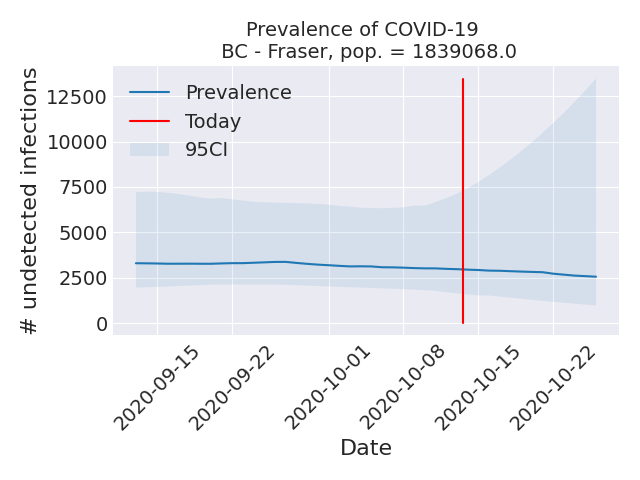 Prevalence of COVID-19
BC - Fraser, pop. = 1839068.0
Prevalence
Today
95CI
# undetected infections
12500
10000
7500
5000
2500
0
2020-09-15
2020-09-22
2020-10-01
2020-10-08
2020-10-15
2020-10-22
Date